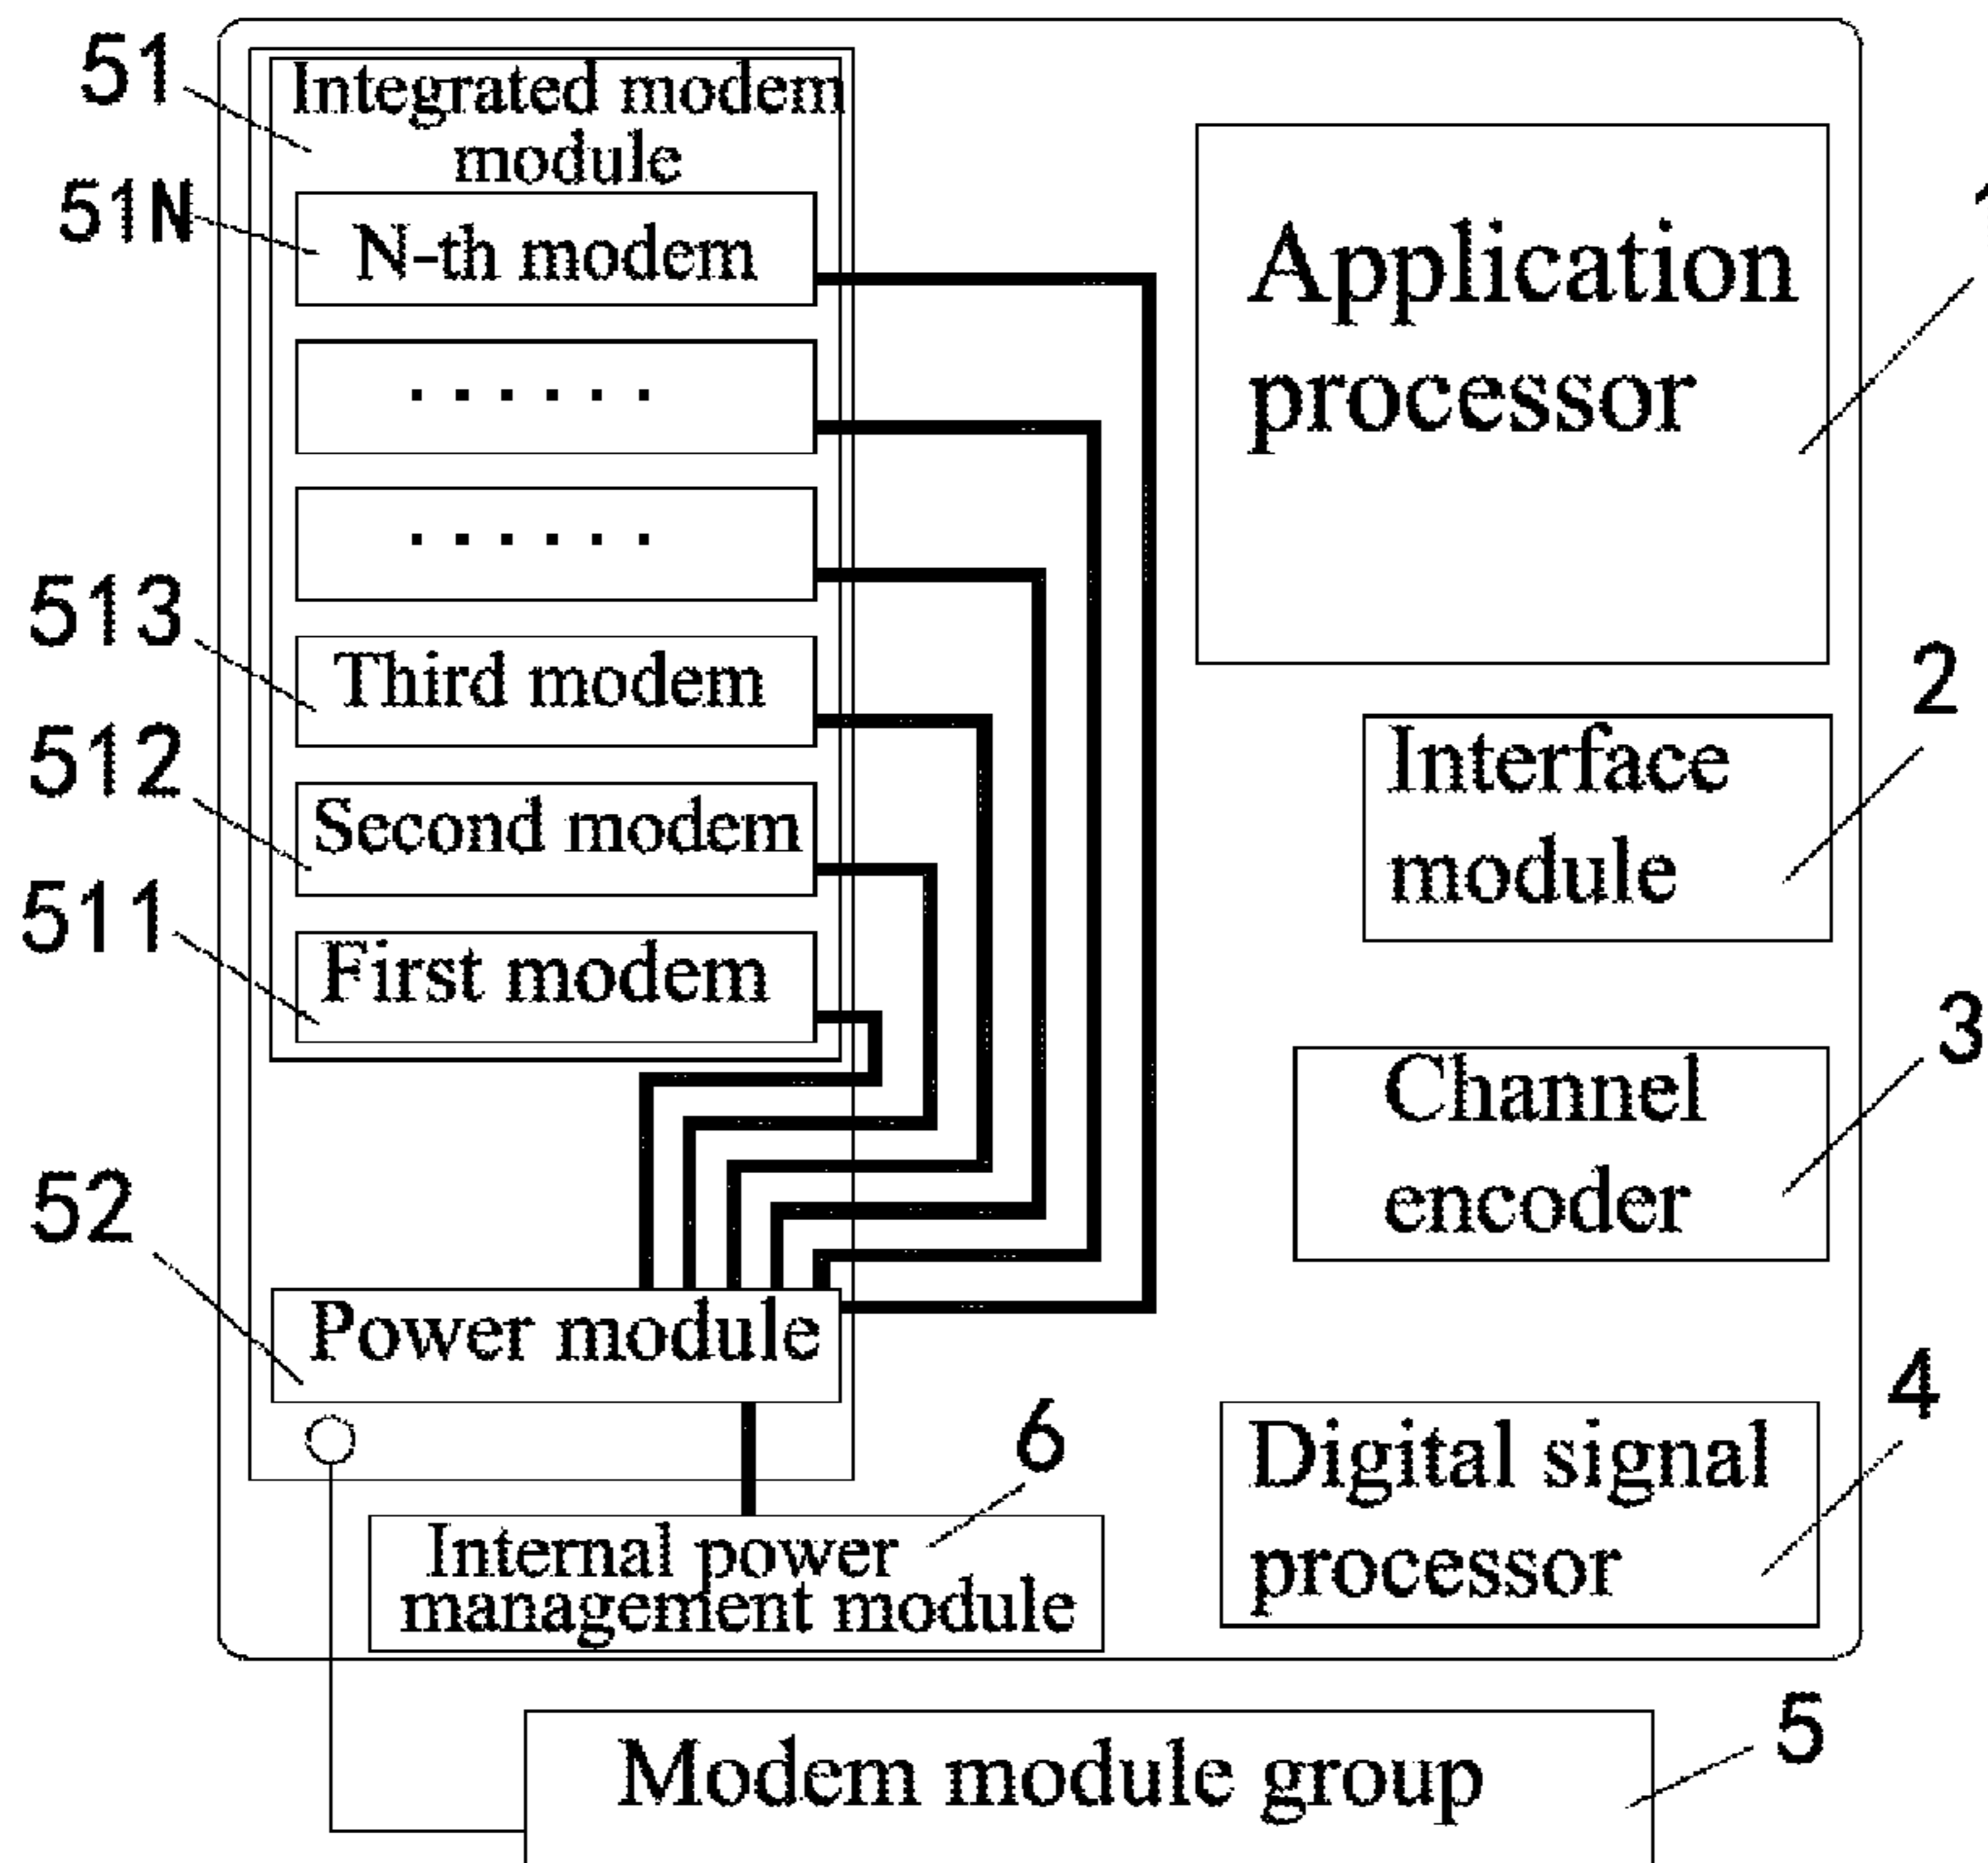 51
Integrated modem
module
51N
N-th modem
......
......
513
Third modem
512
Second modem
511
First modem
52
Power module
6
Internal power
management module
Application
processor
2
Interface
module
3
Channel
encoder
4
Digital signal
processor
5
Modem module group